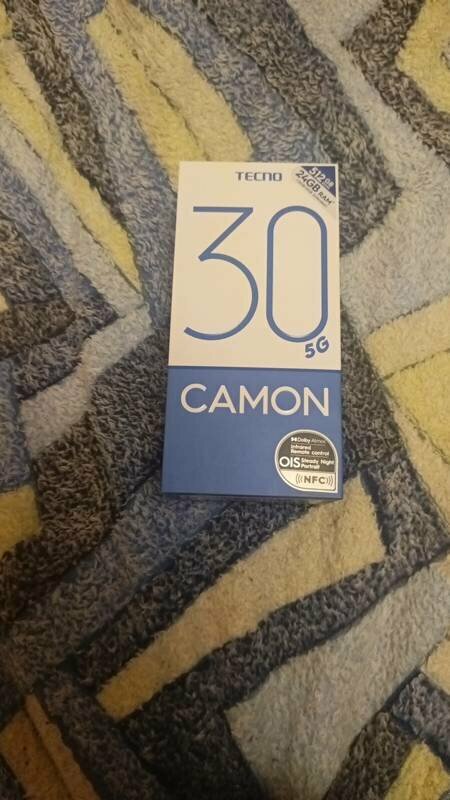 TECNO
512GB
24GB RAM
30
5G
CAMON
Dolby Atmos
Infrared
Remote control
OIS Steady Night
Portrait
NFC